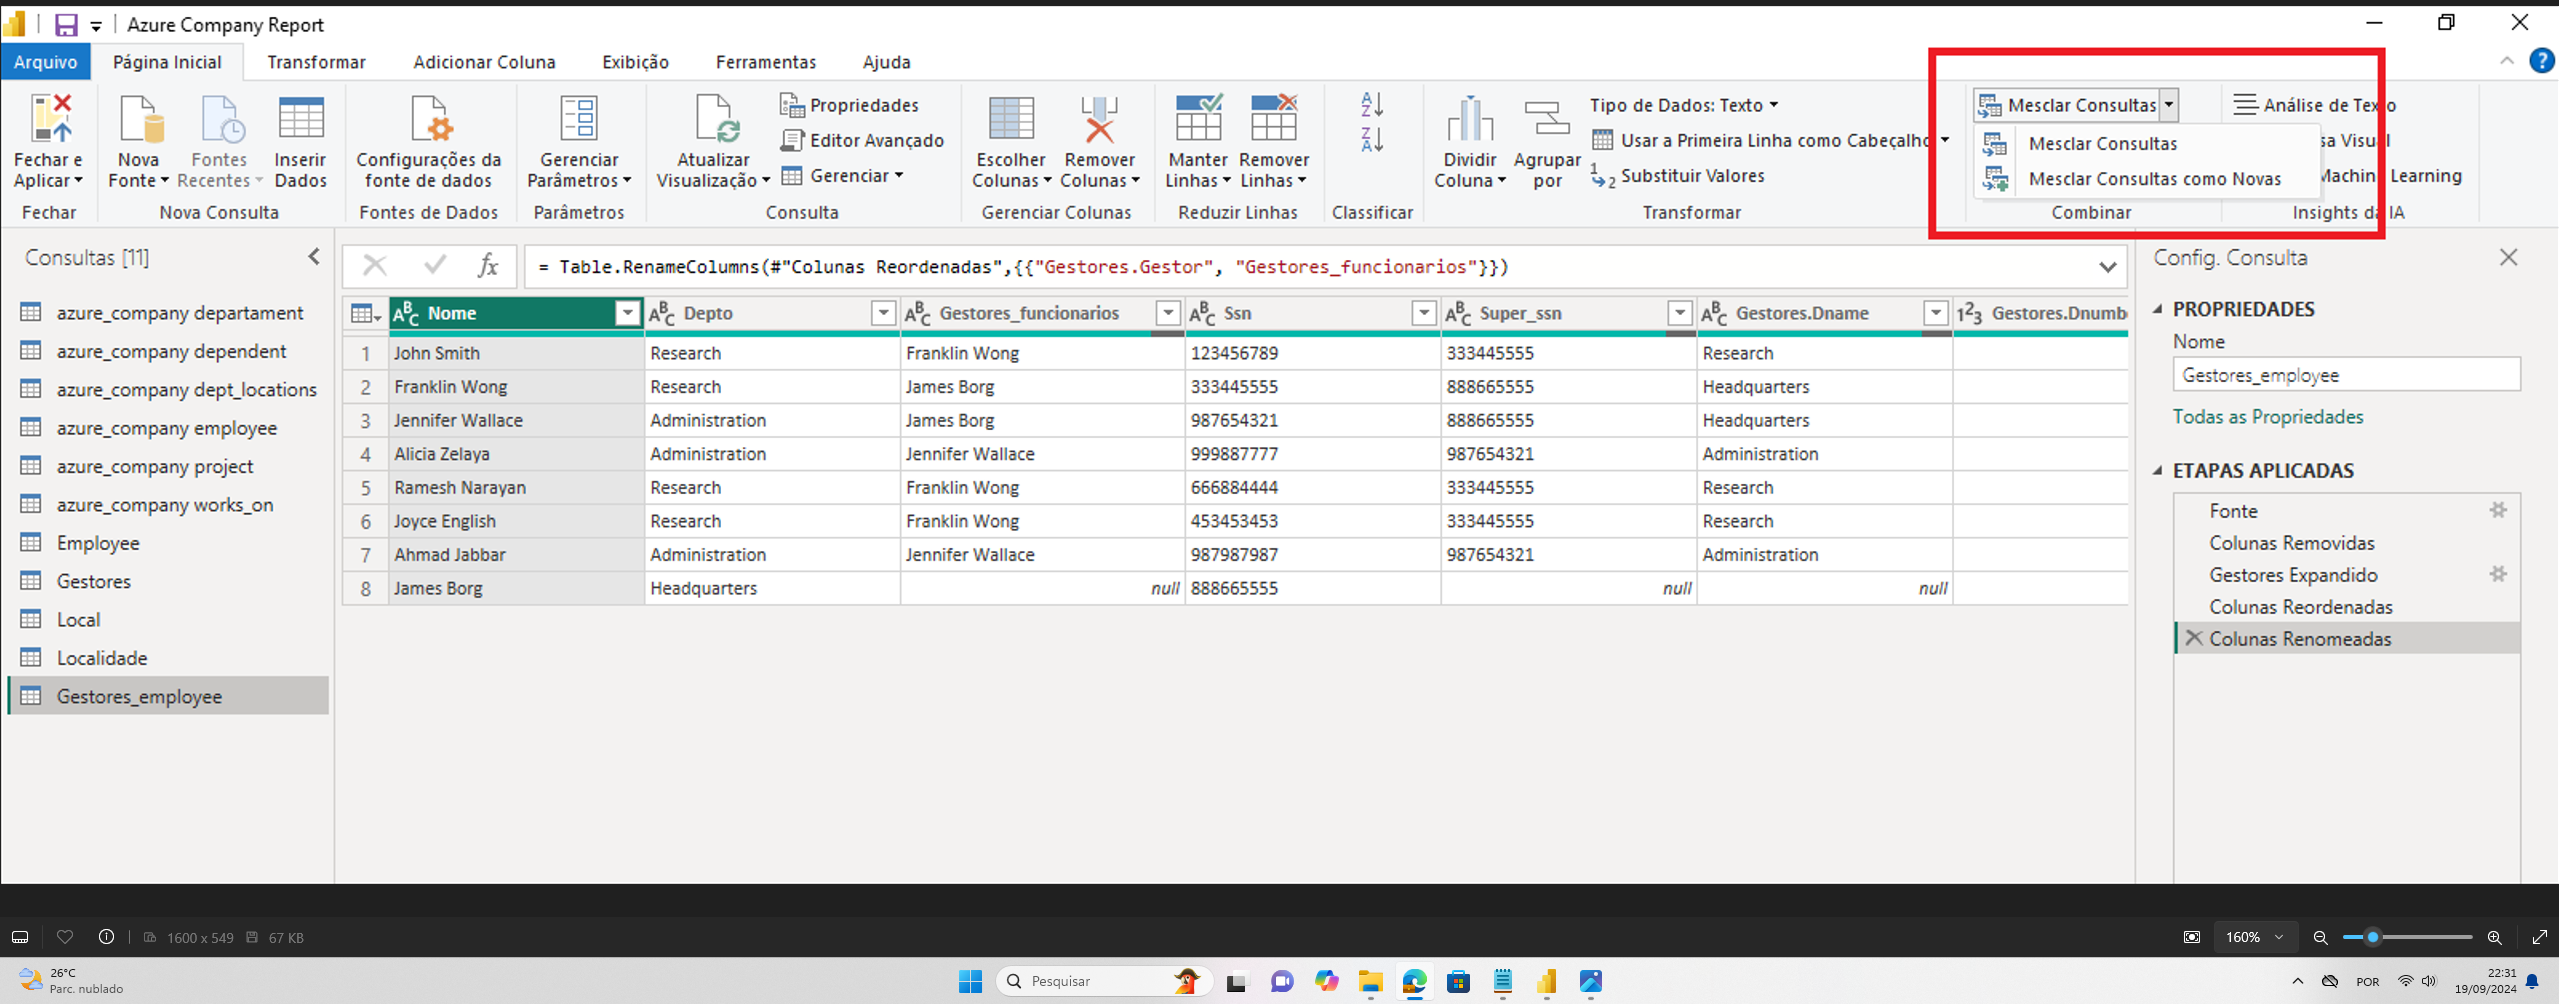 Azure Company Report
Arquivo Página Inicial Transformar Adicionar Coluna Exibição Ferramentas Ajuda
Fechar e Aplicar
Fechar
Nova Fonte
Fontes Recentes
Inserir Dados
Nova Consulta
Configurações da fonte de dados
Fontes de Dados
Gerenciar Parâmetros
Parâmetros
Atualizar Visualização
Propriedades
Editor Avançado
Gerenciar
Consulta
Escolher Colunas
Remover Colunas
Gerenciar Colunas
Manter Linhas
Remover Linhas
Reduzir Linhas
Classificar
Dividir Coluna
Agrupar por
Tipo de Dados: Texto
Usar a Primeira Linha como Cabeçalho
Substituir Valores
Transformar
Mesclar Consultas
Mesclar Consultas
Mesclar Consultas como Novas
Combinar
Análise de Texto
sa Visual
Machin Learning
Insights da IA
Consultas [11]
azure_company departament
azure_company dependent
azure_company dept_locations
azure_company employee
azure_company project
azure_company works_on
Employee
Gestores
Local
Localidade
Gestores_employee
fx = Table.RenameColumns(#"Colunas Reordenadas",{{"Gestores.Gestor", "Gestores_funcionarios"}})
Nome Depto Gestores_funcionarios Ssn Super_ssn Gestores.Dname Gestores.Dnumb
1 John Smith Research Franklin Wong 123456789 333445555 Research
2 Franklin Wong Research James Borg 333445555 888665555 Headquarters
3 Jennifer Wallace Administration James Borg 987654321 888665555 Headquarters
4 Alicia Zelaya Administration Jennifer Wallace 999887777 987654321 Administration
5 Ramesh Narayan Research Franklin Wong 666884444 333445555 Research
6 Joyce English Research Franklin Wong 453453453 333445555 Research
7 Ahmad Jabbar Administration Jennifer Wallace 987987987 987654321 Administration
8 James Borg Headquarters null 888665555 null null
Config. Consulta
PROPRIEDADES
Nome
Gestores_employee
Todas as Propriedades
ETAPAS APLICADAS
Fonte
Colunas Removidas
Gestores Expandido
Colunas Reordenadas
Colunas Renomeadas
1600 x 549 67 KB
160%
26°C
Parc. nublado
Pesquisar
POR
22:31
19/09/2024